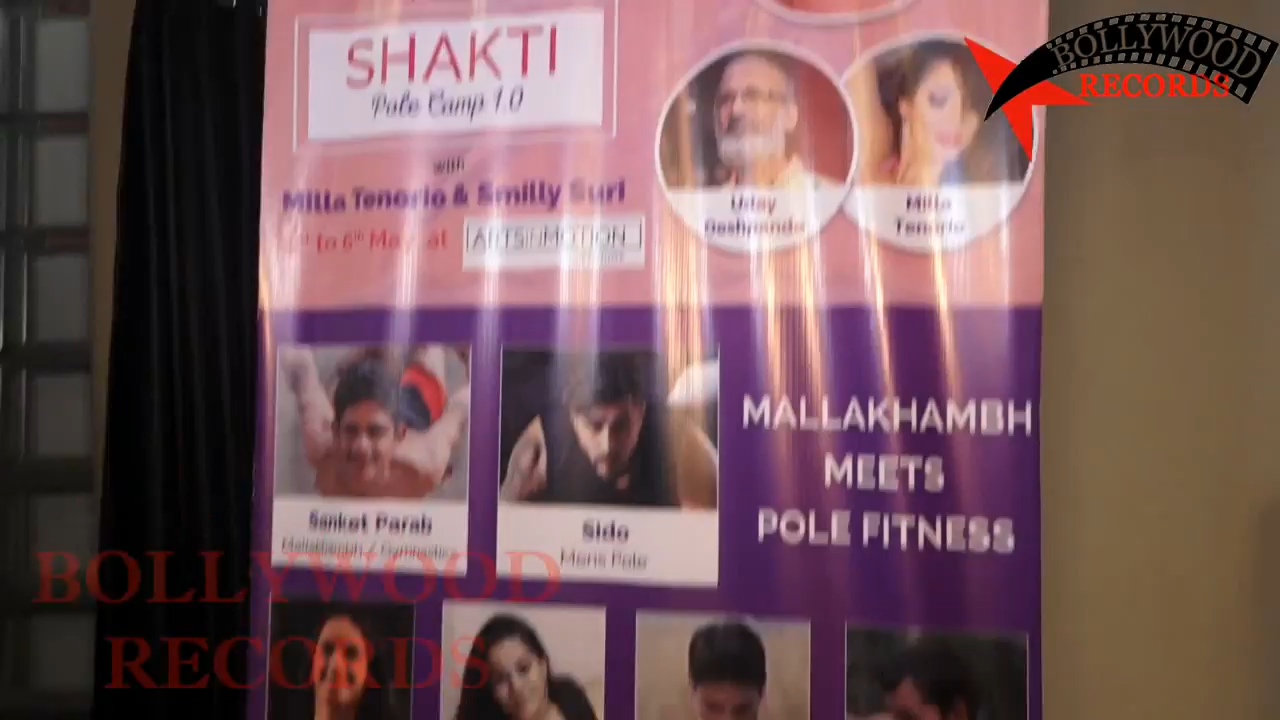 SHAKTI
Pole Camp 1.0
with
Milla Tenorio & Smilly Suri
to 6th May at
ARTSINMOTION
Uday
Deshpande
Milla
Tenorio
BOLLYWOOD
RECORDS
Sanket Parab
Mallakhambh / Gymnastics
Sido
Mens Pole
MALLAKHAMBH
MEETS
POLE FITNESS
BOLLYWOOD
RECORDS